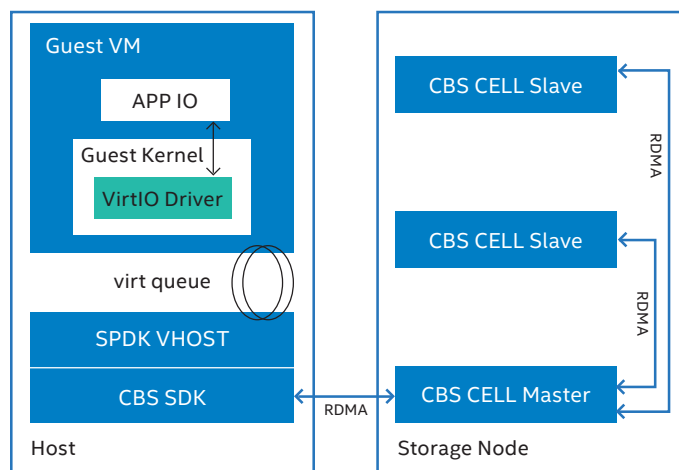 Guest VM
APP IO
Guest Kernel
VirtIO Driver
virt queue
SPDK VHOST
CBS SDK
Host
RDMA
CBS CELL Slave
RDMA
CBS CELL Slave
RDMA
CBS CELL Master
Storage Node